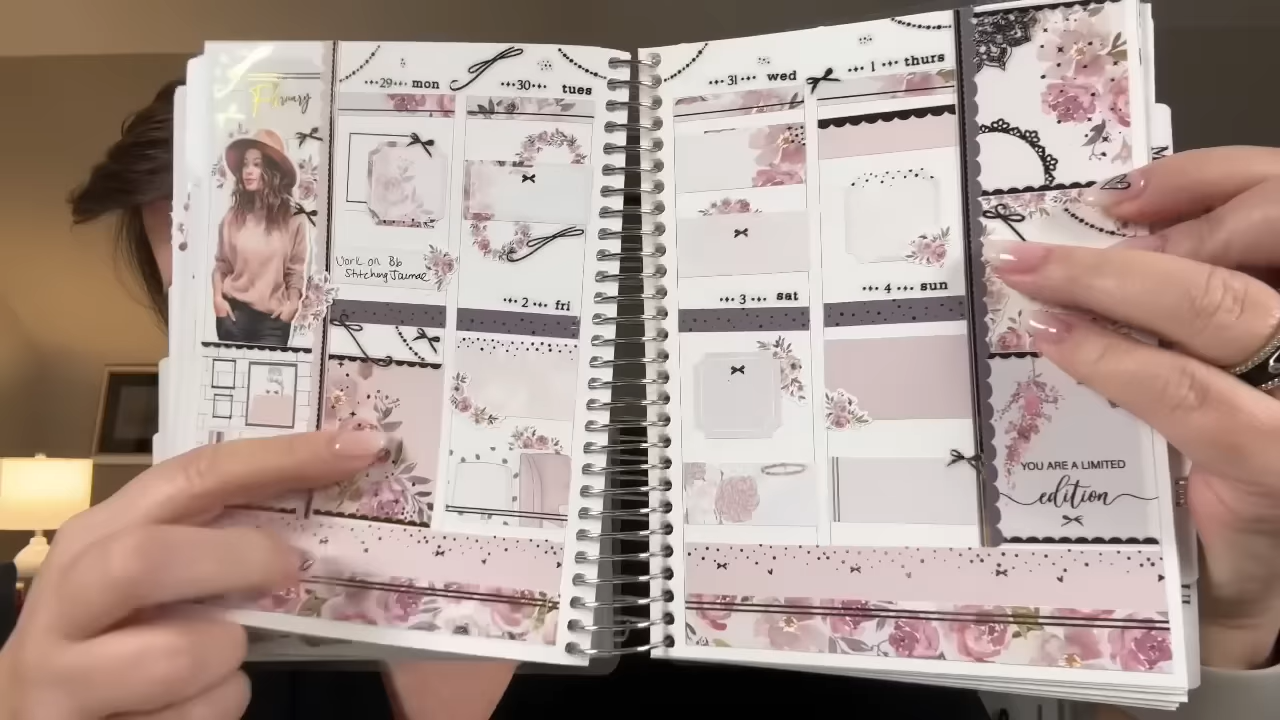 February
29 mon
30 tues
31 wed
1 thurs
Work on Bb
Stitching Journal
2 fri
3 sat
4 sun
YOU ARE A LIMITED
edition
M